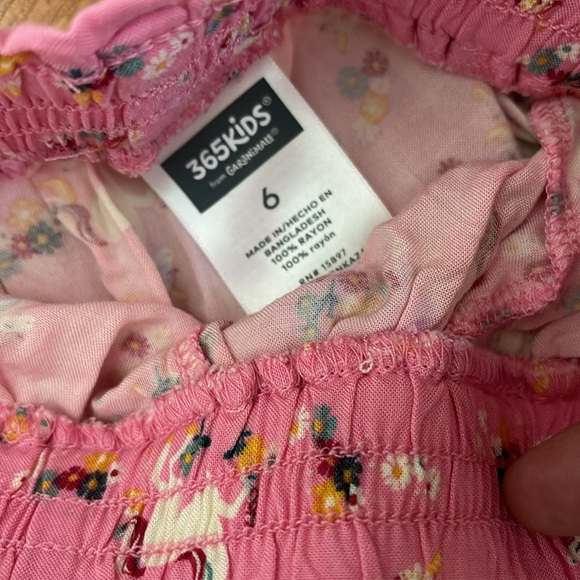 365KIDS®
from GARANIMALS®
6
MADE IN/HECHO EN
BANGLADESH
100% RAYON
100% rayón
RN# 15897